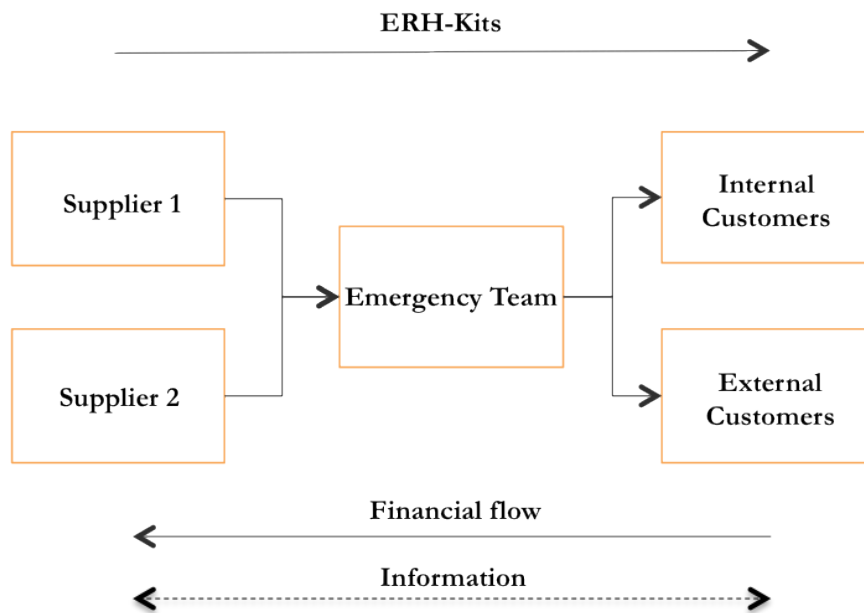 ERH-Kits
Supplier 1
Internal
Customers
Emergency Team
Supplier 2
External
Customers
Financial flow
Information